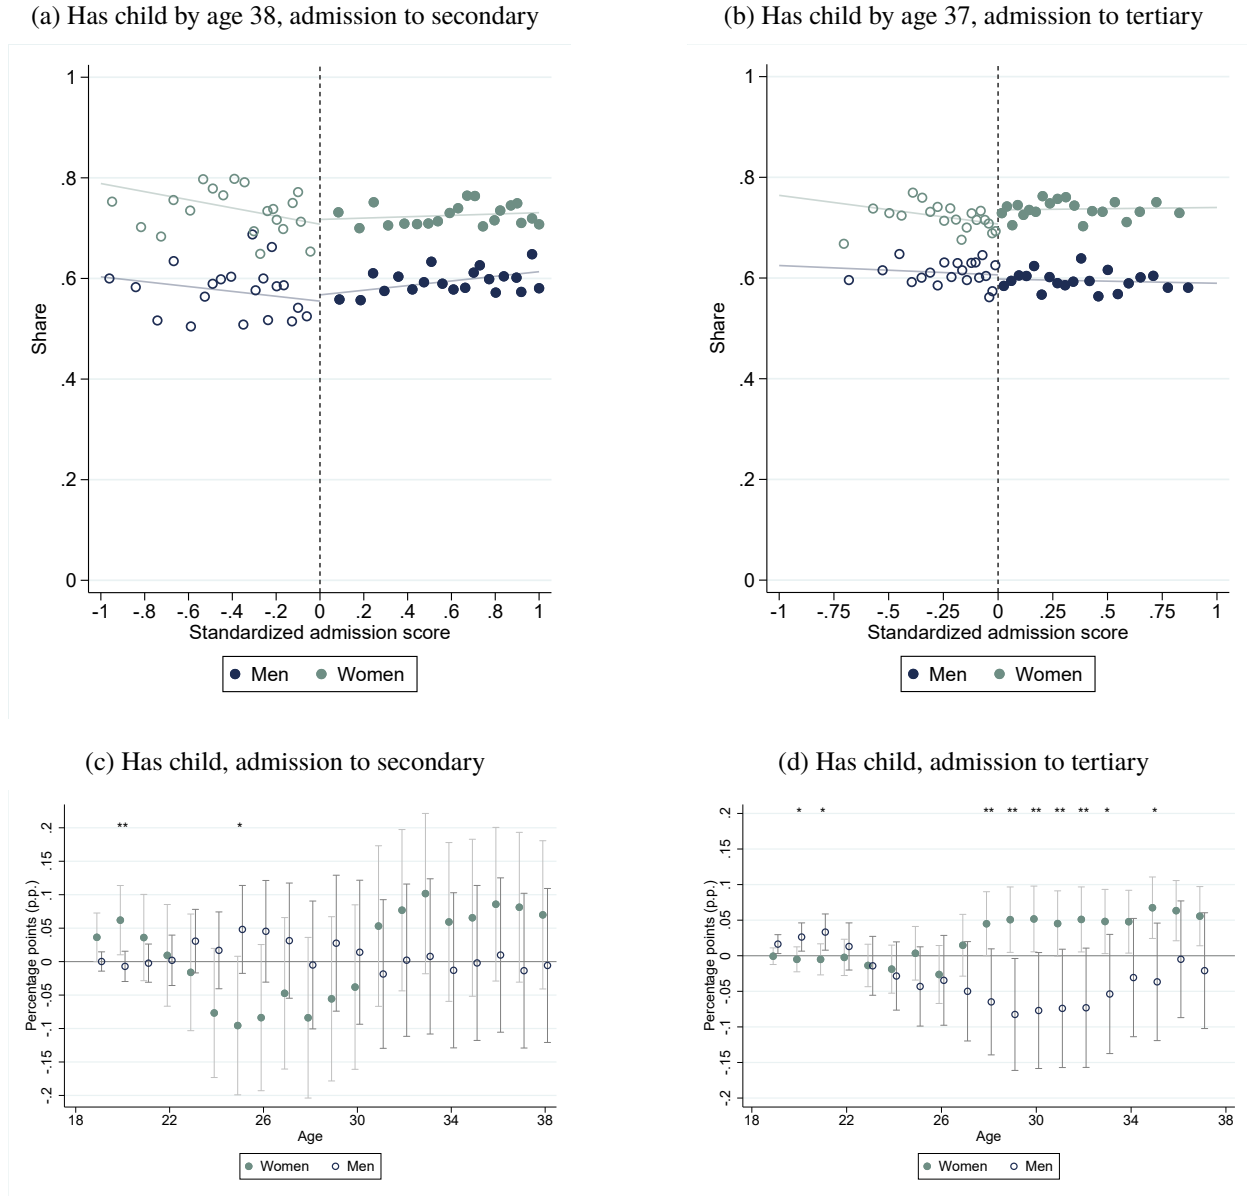 (a) Has child by age 38, admission to secondary
1
.8
.6
.4
.2
0
Share
-1 -.8 -.6 -.4 -.2 0 .2 .4 .6 .8 1
Standardized admission score
Men Women
(b) Has child by age 37, admission to tertiary
1
.8
.6
.4
.2
0
Share
-1 -.75 -.5 -.25 0 .25 .5 .75 1
Standardized admission score
Men Women
(c) Has child, admission to secondary
** *
.2
.15
.1
.05
0
-.05
-.1
-.15
-.2
Percentage points (p.p.)
18 22 26 30 34 38
Age
Women Men
(d) Has child, admission to tertiary
* * ** ** ** ** ** * *
.2
.15
.1
.05
0
-.05
-.1
-.15
-.2
Percentage points (p.p.)
18 22 26 30 34 38
Age
Women Men